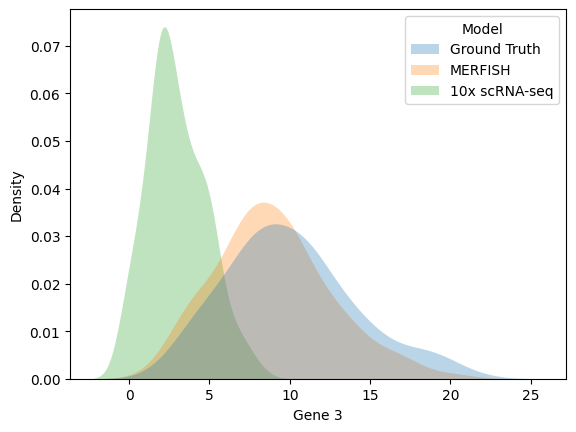 Model
Ground Truth
MERFISH
10x scRNA-seq
0.07
0.06
0.05
0.04
0.03
0.02
0.01
0.00
Density
0 5 10 15 20 25
Gene 3